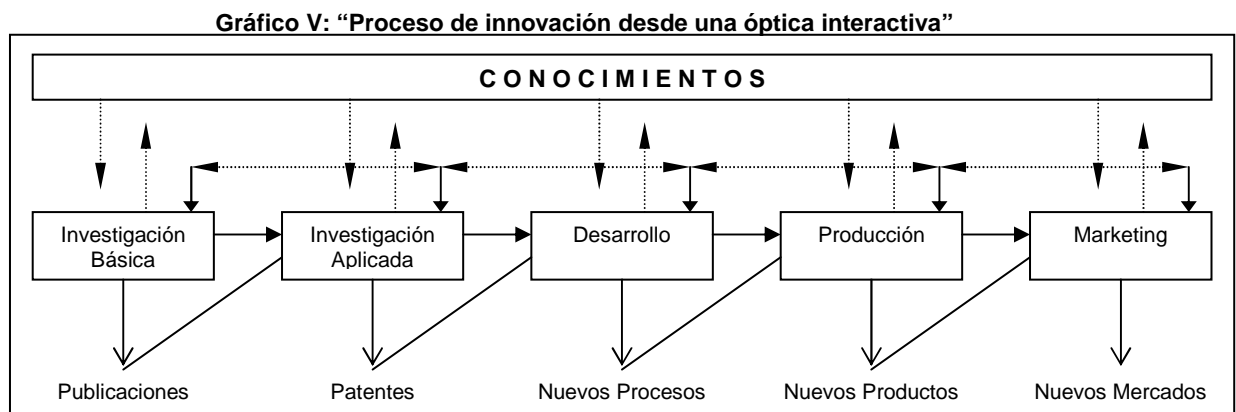 Gráfico V: “Proceso de innovación desde una óptica interactiva”
C O N O C I M I E N T O S
Investigación
Básica
Investigación
Aplicada
Desarrollo
Producción
Marketing
Publicaciones
Patentes
Nuevos Procesos
Nuevos Productos
Nuevos Mercados